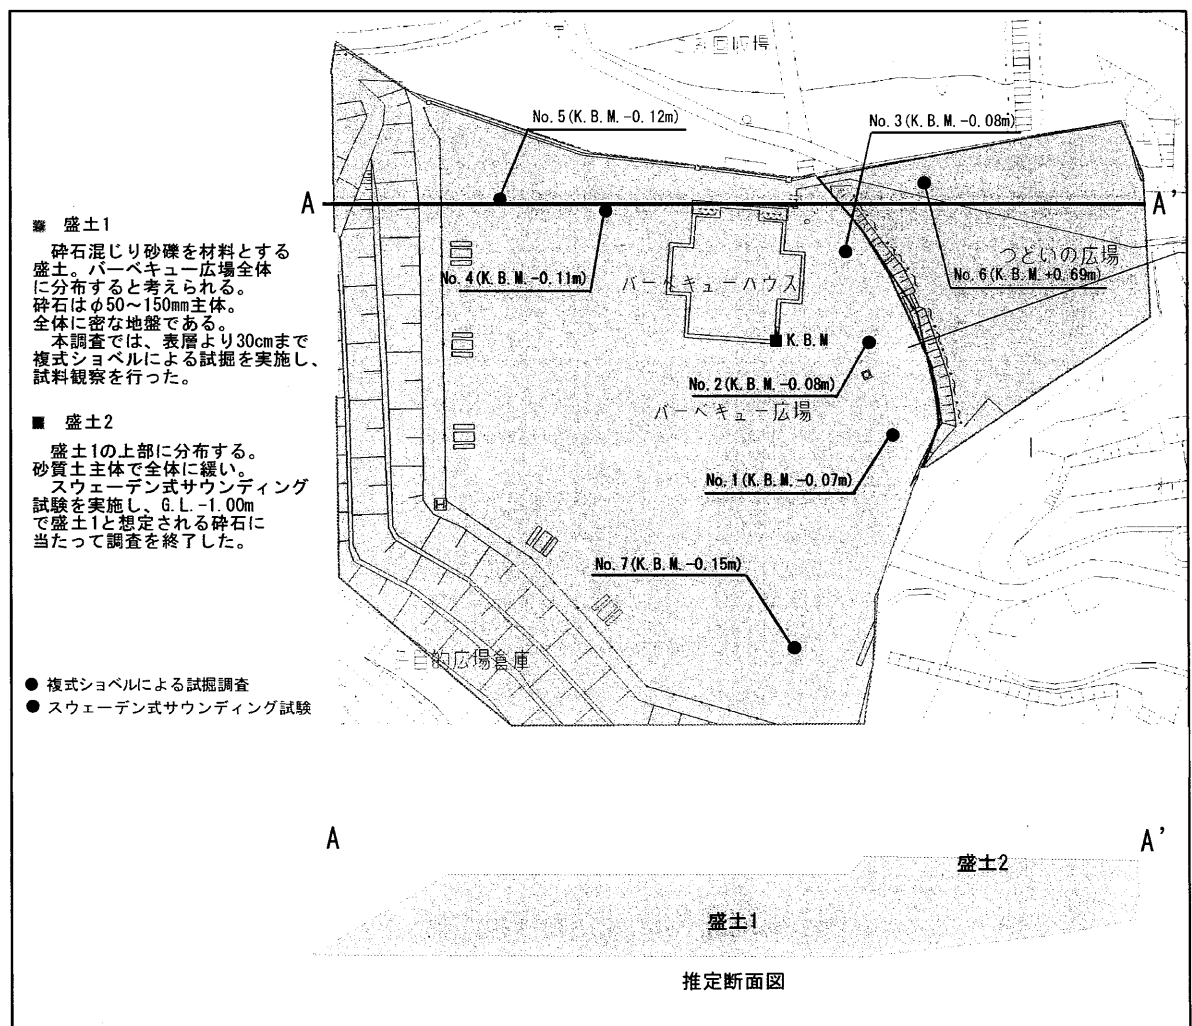 ごみ回収場
No.5(K.B.M.-0.12m)
No.3(K.B.M.-0.08m)
A
A'
つどいの広場
No.6(K.B.M.+0.69m)
No.4(K.B.M.-0.11m)
バーベキューハウス
K.B.M
No.2(K.B.M.-0.08m)
バーベキュー広場
No.1(K.B.M.-0.07m)
No.7(K.B.M.-0.15m)
目的広場倉庫
盛土1
砕石混じり砂礫を材料とする
盛土。バーベキュー広場全体
に分布すると考えられる。
砕石はφ50~150mm主体。
全体に密な地盤である。
本調査では、表層より30cmまで
複式ショベルによる試掘を実施し、
試料観察を行った。
盛土2
盛土1の上部に分布する。
砂質土主体で全体に緩い。
スウェーデン式サウンディング
試験を実施し、G.L.-1.00m
で盛土1と想定される砕石に
当たって調査を終了した。
● 複式ショベルによる試掘調査
● スウェーデン式サウンディング試験
A
A'
盛土2
盛土1
推定断面図